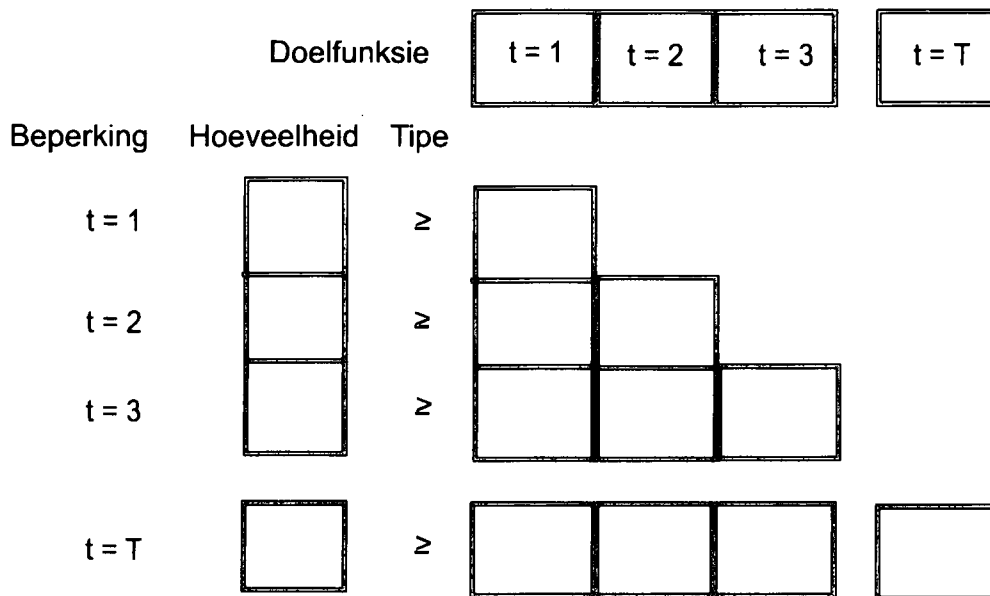 Doelfunksie t = 1 t = 2 t = 3 t = T
Beperking Hoeveelheid Tipe
t = 1 ≥
t = 2 ≥
t = 3 ≥
t = T ≥